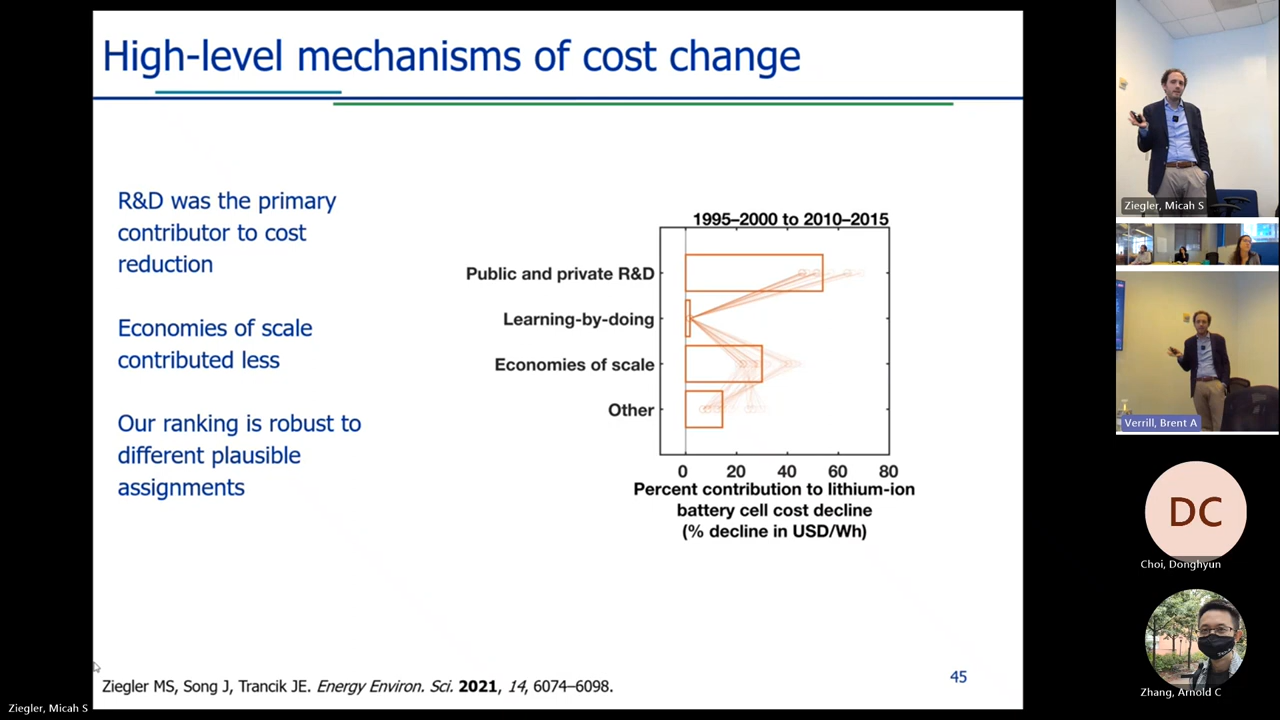 High-level mechanisms of cost change
R&D was the primary
contributor to cost
reduction
Economies of scale
contributed less
Our ranking is robust to
different plausible
assignments
1995–2000 to 2010–2015
Public and private R&D
Learning-by-doing
Economies of scale
Other
0 20 40 60 80
Percent contribution to lithium-ion
battery cell cost decline
(% decline in USD/Wh)
Ziegler MS, Song J, Trancik JE. Energy Environ. Sci. 2021, 14, 6074–6098.
45
Ziegler, Micah S
Ziegler, Micah S
Verrill, Brent A
DC
Choi, Donghyun
Zhang, Arnold C